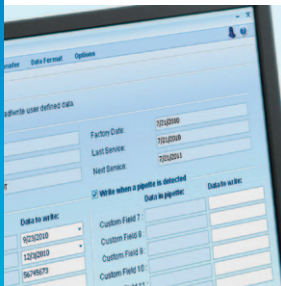 Data Format Options
user defined data
Factory Date: 7/21/2010
Last Service: 7/21/2010
Next Service: 7/21/2011
Write when a pipette is detected
Data to write: Data in pipette: Data to write:
9/23/2010 Custom Field 7 :
12/3/2010 Custom Field 8 :
56745673 Custom Field 9 :
Custom Field 10 :